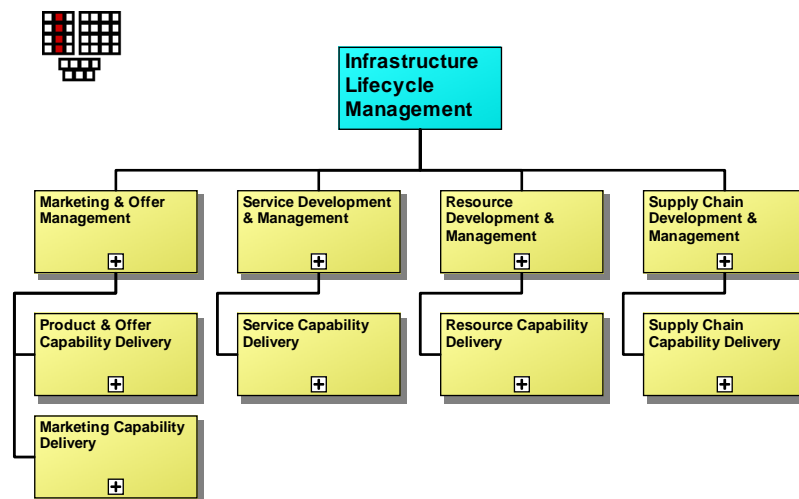 Infrastructure
Lifecycle
Management
Marketing & Offer
Management
Service Development
& Management
Resource
Development &
Management
Supply Chain
Development &
Management
Product & Offer
Capability Delivery
Service Capability
Delivery
Resource Capability
Delivery
Supply Chain
Capability Delivery
Marketing Capability
Delivery